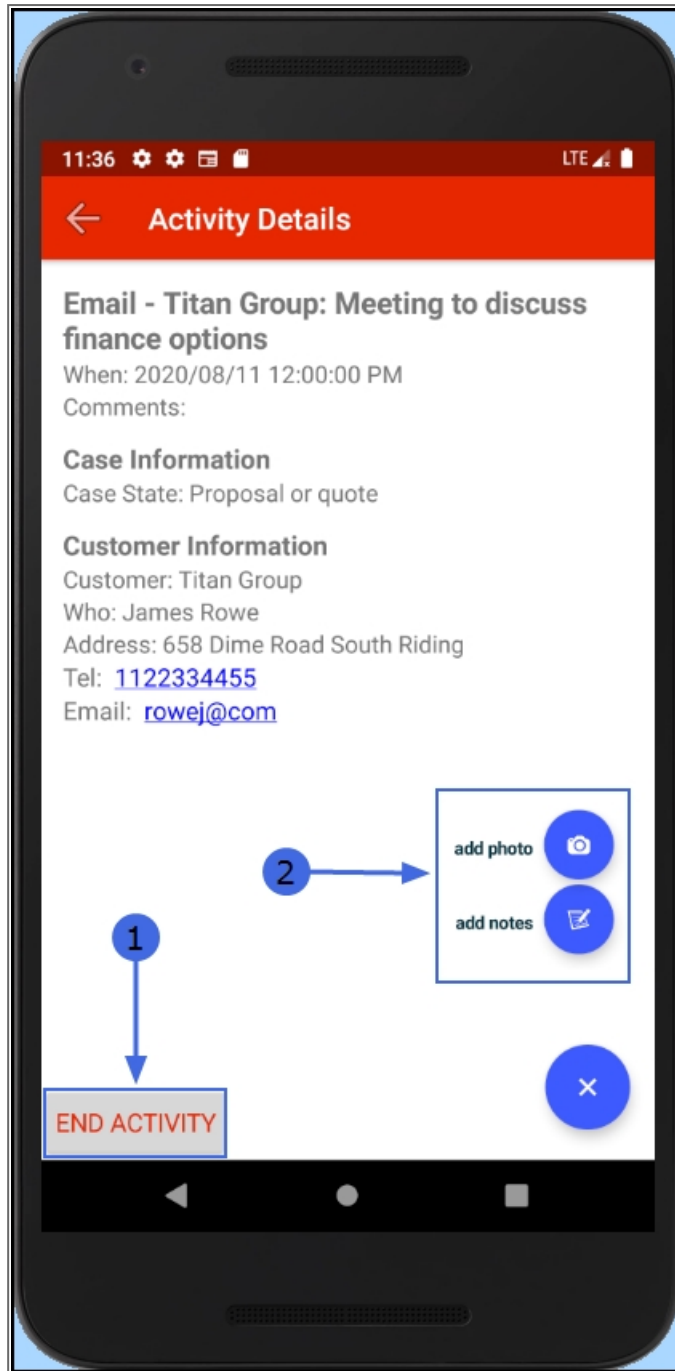 11:36
LTE
Activity Details
Email - Titan Group: Meeting to discuss
finance options
When: 2020/08/11 12:00:00 PM
Comments:
Case Information
Case State: Proposal or quote
Customer Information
Customer: Titan Group
Who: James Rowe
Address: 658 Dime Road South Riding
Tel: 1122334455
Email: rowej@com
add photo
2
add notes
1
END ACTIVITY